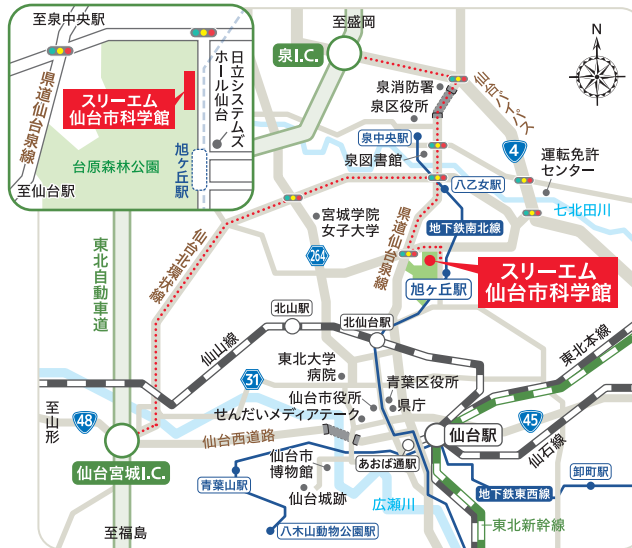 至泉中央駅
県道仙台泉線
スリーエム
仙台市科学館
日立システムズ
ホール仙台
台原森林公園
旭ヶ丘駅
至仙台駅
至盛岡
泉I.C.
泉消防署
泉区役所
仙台バイパス
N
4
泉中央駅
泉図書館
運転免許
センター
八乙女駅
七北田川
宮城学院
女子大学
県道仙台泉線
地下鉄南北線
仙台北環状線
264
東北自動車道
スリーエム
仙台市科学館
旭ヶ丘駅
北山駅
北仙台駅
仙山線
東北本線
東北大学
病院
31
青葉区役所
県庁
仙台市役所
せんだいメディアテーク
至山形
48
45
仙台西道路
仙台駅
仙石線
あおば通駅
仙台宮城I.C.
仙台市
博物館
青葉山駅
卸町駅
地下鉄東西線
仙台城跡
広瀬川
至福島
八木山動物公園駅
東北新幹線